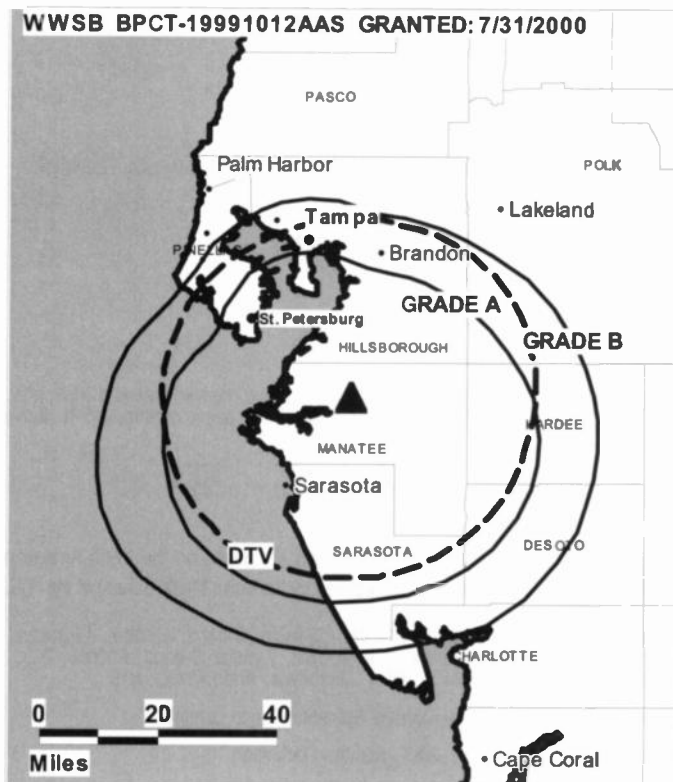 WWSB BPCT-19991012AAS GRANTED: 7/31/2000
PASCO
Palm Harbor
POLK
Lakeland
Tampa
PINELLAS
Brandon
GRADE A
St. Petersburg
GRADE B
HILLSBOROUGH
HARDEE
MANATEE
Sarasota
DTV
SARASOTA
DESOTO
CHARLOTTE
0 20 40
Miles
Cape Coral